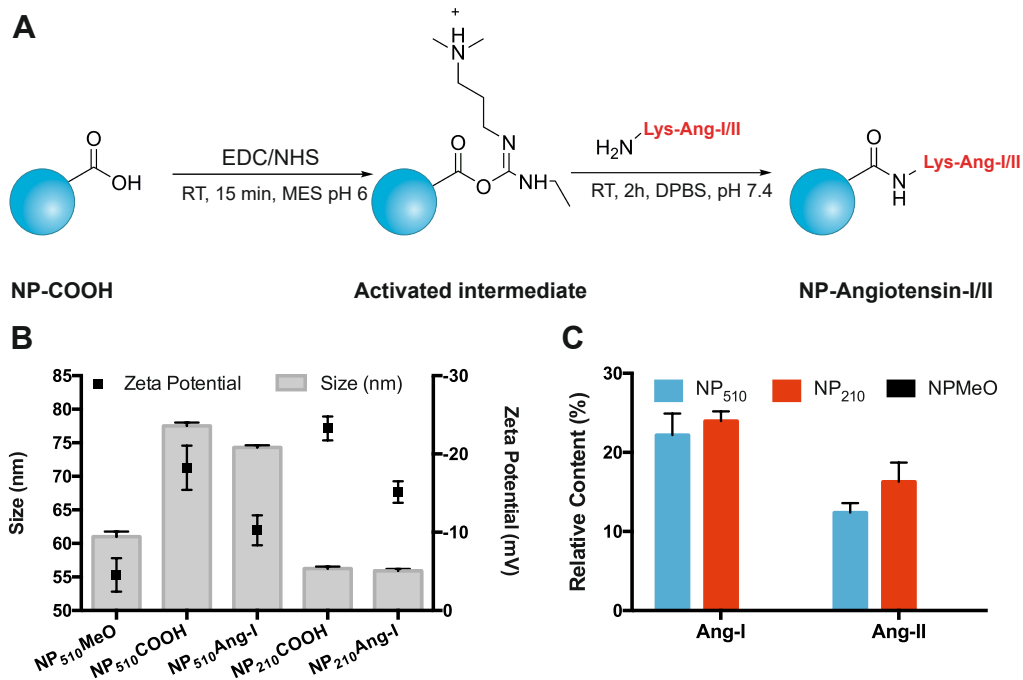 A
+
H
N
O
OH
EDC/NHS
RT, 15 min, MES pH 6
O
O
N
NH
H₂N
Lys-Ang-I/II
RT, 2h, DPBS, pH 7.4
O
N
H
Lys-Ang-I/II
NP-COOH
Activated intermediate
NP-Angiotensin-I/II
B
Zeta Potential
Size (nm)
85
80
75
70
65
60
55
50
Size (nm)
-30
-20
-10
0
Zeta Potential (mV)
NP₅₁₀MeO
NP₅₁₀COOH
NP₅₁₀Ang-I
NP₂₁₀COOH
NP₂₁₀Ang-I
C
NP₅₁₀
NP₂₁₀
NPMeO
30
20
10
0
Relative Content (%)
Ang-I
Ang-II